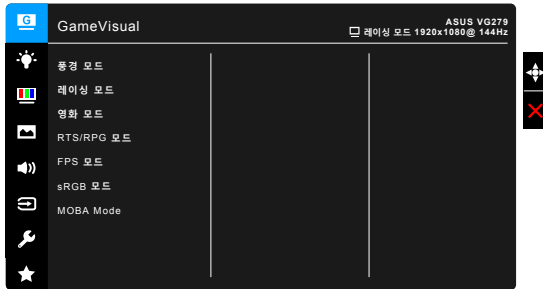 G
GameVisual
ASUS VG279
레이싱 모드 1920x1080@ 144Hz
풍경 모드
레이싱 모드
영화 모드
RTS/RPG 모드
FPS 모드
sRGB 모드
MOBA Mode